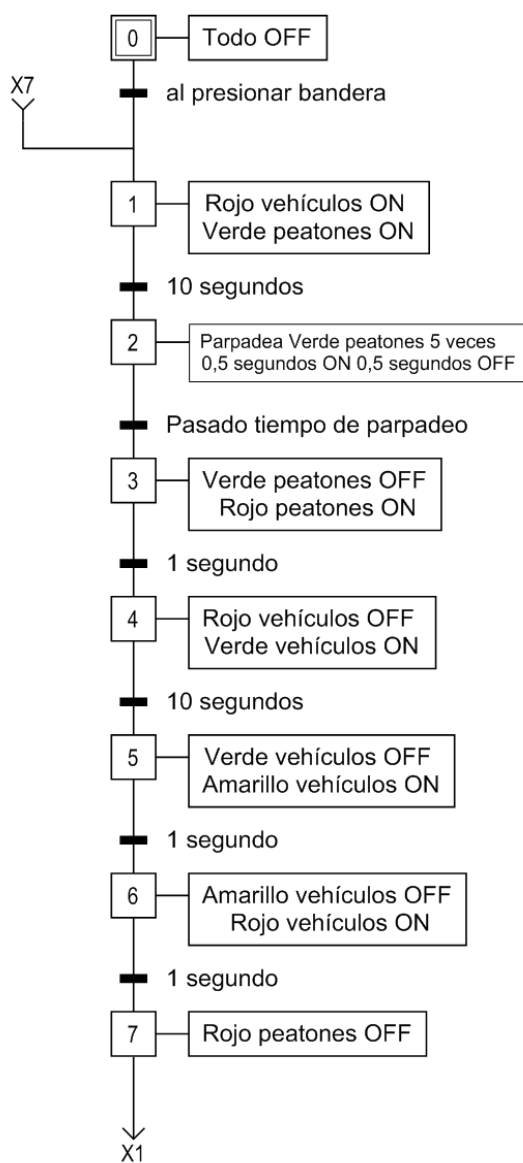 0
Todo OFF
X7
al presionar bandera
1
Rojo vehículos ON
Verde peatones ON
10 segundos
2
Parpadea Verde peatones 5 veces
0,5 segundos ON 0,5 segundos OFF
Pasado tiempo de parpadeo
3
Verde peatones OFF
Rojo peatones ON
1 segundo
4
Rojo vehículos OFF
Verde vehículos ON
10 segundos
5
Verde vehículos OFF
Amarillo vehículos ON
1 segundo
6
Amarillo vehículos OFF
Rojo vehículos ON
1 segundo
7
Rojo peatones OFF
X1